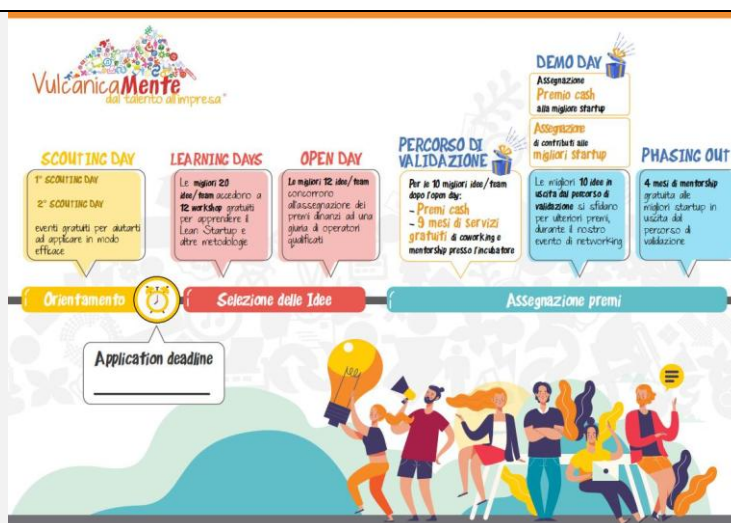 VulcanicaMente
dal talento all'impresa®
SCOUTING DAY
1° SCOUTING DAY
2° SCOUTING DAY
eventi gratuiti per aiutarti
ad applicare in modo
efficace
LEARNING DAYS
Le migliori 20
idee/team accedono a
12 workshop gratuiti
per apprendere il
Lean Startup e
altre metodologie
OPEN DAY
Le migliori 12 idee/team
concorrono
all'assegnazione dei
premi dinanzi ad una
giuria di operatori
qualificati
PERCORSO DI
VALIDAZIONE
Per le 10 migliori idee/team
dopo l'open day:
~ Premi cash
~ 9 mesi di servizi
gratuiti di coworking e
mentorship presso l'incubatore
DEMO DAY
Assegnazione
Premio cash
alla migliore startup
Assegnazione
di contributi alle
migliori startup
Le migliori 10 idee in
uscita dal percorso di
validazione si sfidano
per ulteriori premi,
durante il nostro
evento di networking
PHASING OUT
4 mesi di mentorship
gratuita alle
migliori startup in
uscita dal
percorso di
validazione
Orientamento
Selezione delle Idee
Assegnazione premi
Application deadline